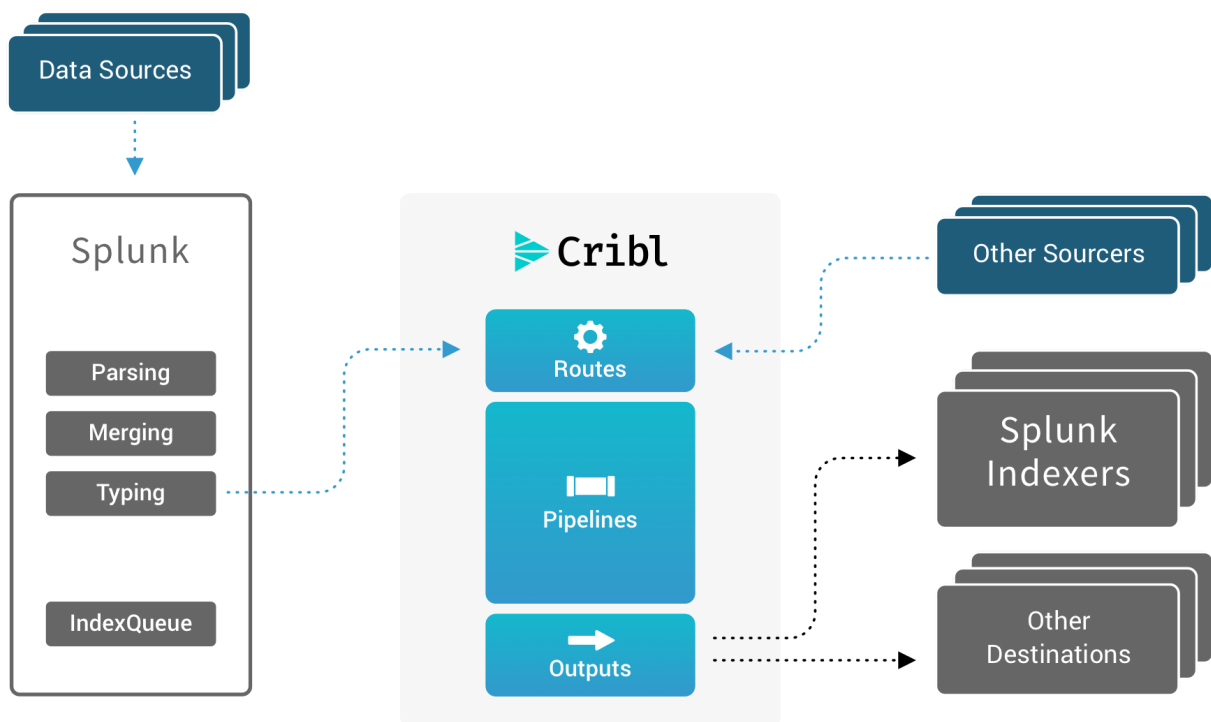 Data Sources
Splunk
Parsing
Merging
Typing
IndexQueue
Cribl
Routes
Pipelines
Outputs
Other Sourcers
Splunk
Indexers
Other
Destinations